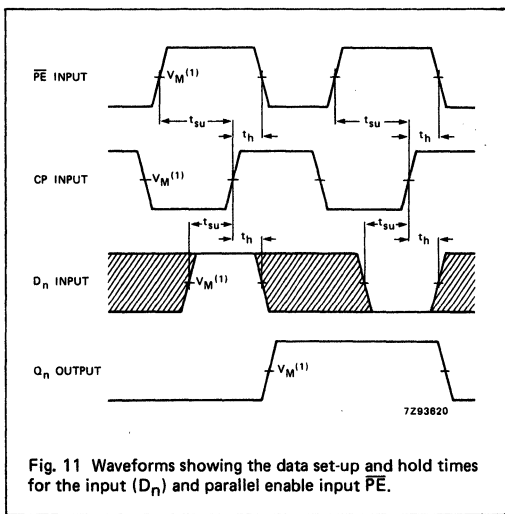 P̅E̅ INPUT
V_M(1)
t_su
t_su
t_h
t_h
CP INPUT
V_M(1)
t_su
t_su
t_h
t_h
D_n INPUT
V_M(1)
Q_n OUTPUT
V_M(1)
7Z93620
Fig. 11 Waveforms showing the data set-up and hold times
for the input (D_n) and parallel enable input P̅E̅.